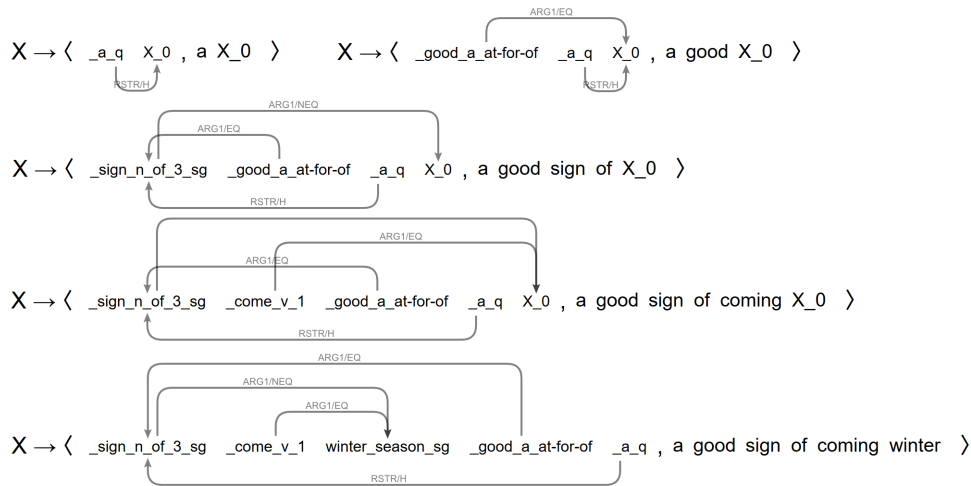 ARG1/EQ
X → ⟨ _a_q X_0 , a X_0 ⟩ X → ⟨ _good_a_at-for-of _a_q X_0 , a good X_0 ⟩
RSTR/H RSTR/H
ARG1/NEQ
ARG1/EQ
X → ⟨ _sign_n_of_3_sg _good_a_at-for-of _a_q X_0 , a good sign of X_0 ⟩
RSTR/H
ARG1/EQ
ARG1/EQ
X → ⟨ _sign_n_of_3_sg _come_v_1 _good_a_at-for-of _a_q X_0 , a good sign of coming X_0 ⟩
RSTR/H
ARG1/EQ
ARG1/NEQ
ARG1/EQ
X → ⟨ _sign_n_of_3_sg _come_v_1 winter_season_sg _good_a_at-for-of _a_q , a good sign of coming winter ⟩
RSTR/H